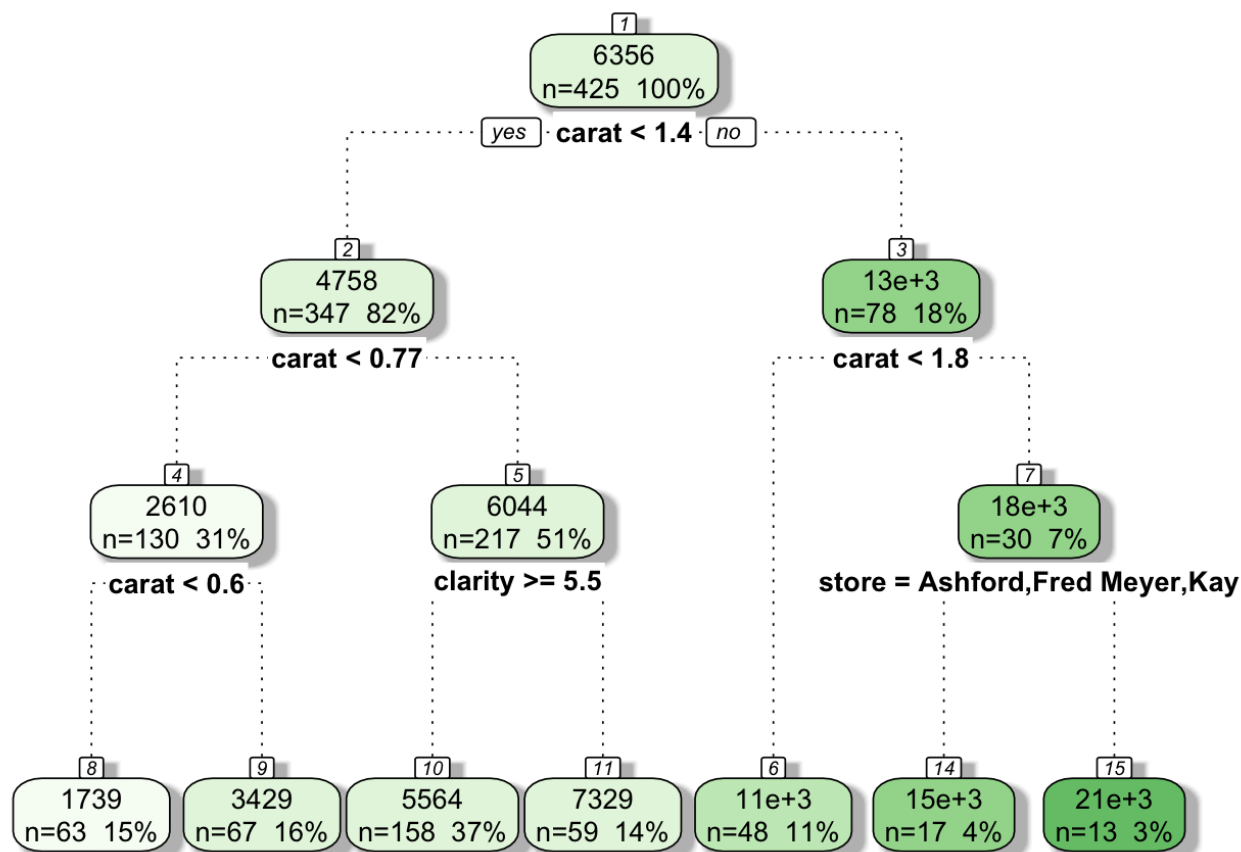 1
6356
n=425 100%
yes carat < 1.4 no
2
4758
n=347 82%
3
13e+3
n=78 18%
carat < 0.77
carat < 1.8
4
2610
n=130 31%
5
6044
n=217 51%
7
18e+3
n=30 7%
carat < 0.6
clarity >= 5.5
store = Ashford,Fred Meyer,Kay
8
1739
n=63 15%
9
3429
n=67 16%
10
5564
n=158 37%
11
7329
n=59 14%
6
11e+3
n=48 11%
14
15e+3
n=17 4%
15
21e+3
n=13 3%